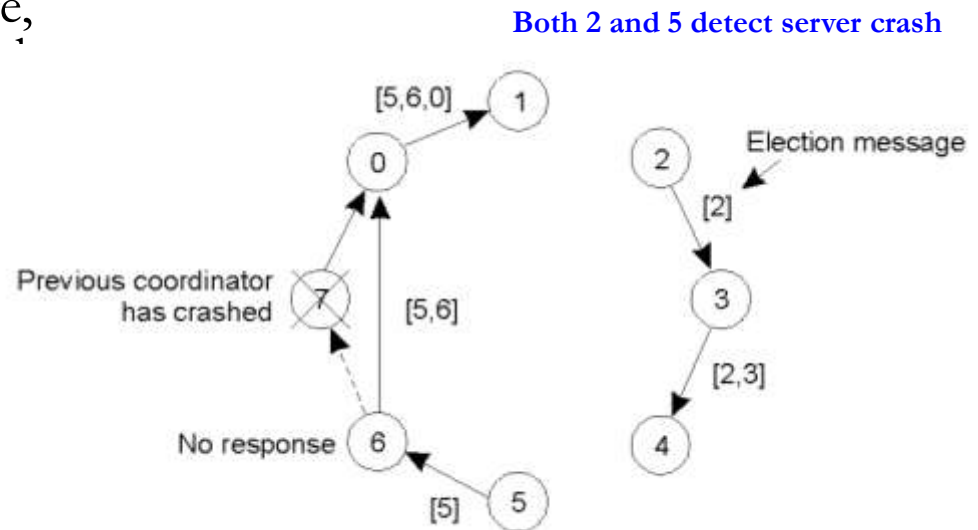 e,
Both 2 and 5 detect server crash
[5,6,0]
1
0
2
Election message
[2]
Previous coordinator
has crashed
7
[5,6]
3
[2,3]
No response
6
4
[5]
5